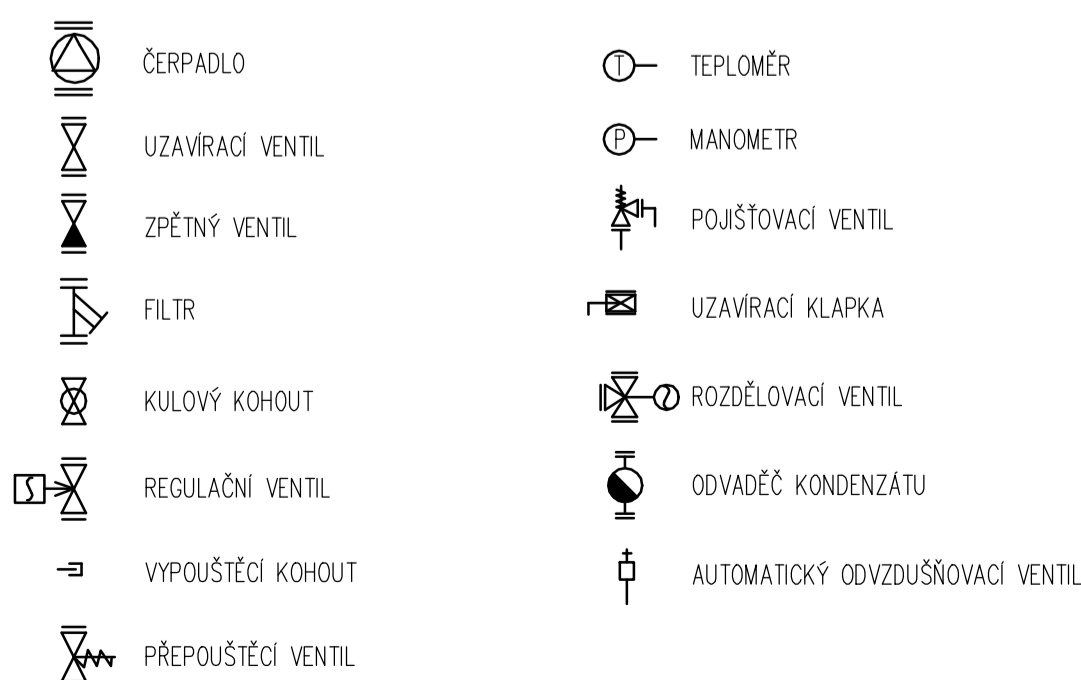 ČERPADLO
UZAVÍRACÍ VENTIL
ZPĚTNÝ VENTIL
FILTR
KULOVÝ KOHOUT
REGULAČNÍ VENTIL
VYPOUŠTĚCÍ KOHOUT
PŘEPOUŠTĚCÍ VENTIL
T TEPLOMĚR
P MANOMETR
POJIŠŤOVACÍ VENTIL
UZAVÍRACÍ KLAPKA
ROZDĚLOVACÍ VENTIL
ODVADĚČ KONDENZÁTU
AUTOMATICKÝ ODVZDUŠŇOVACÍ VENTIL